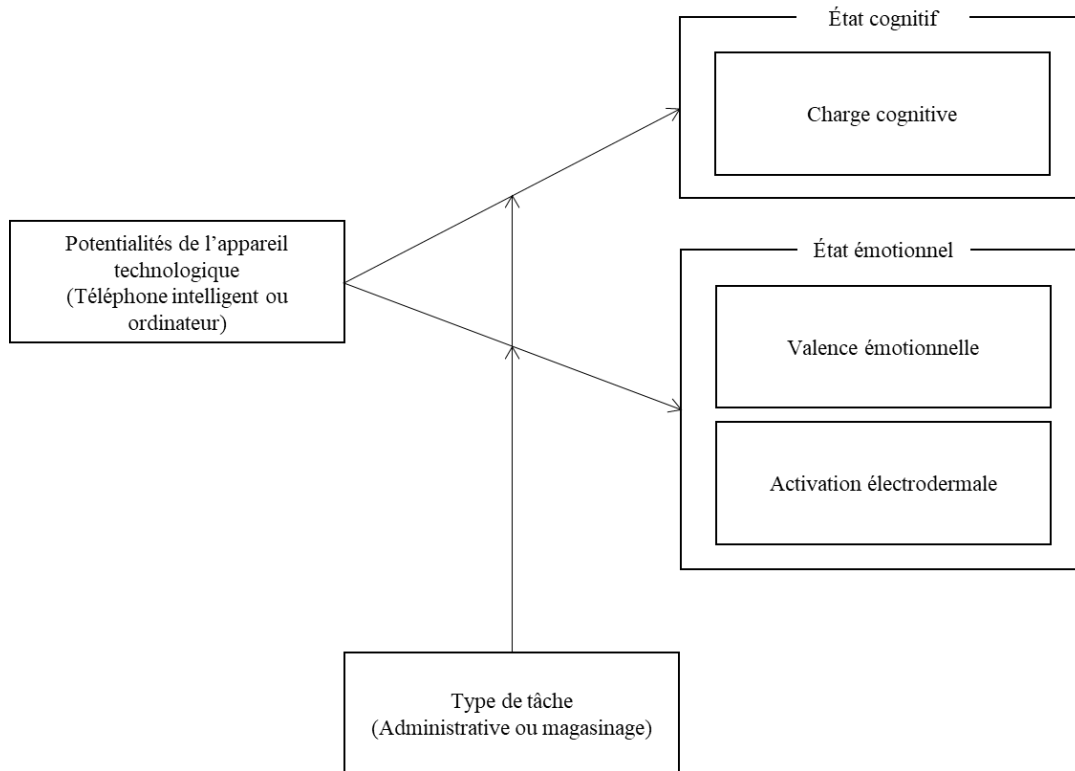 État cognitif
Charge cognitive
Potentialités de l’appareil
technologique
(Téléphone intelligent ou
ordinateur)
État émotionnel
Valence émotionnelle
Activation électrodermale
Type de tâche
(Administrative ou magasinage)